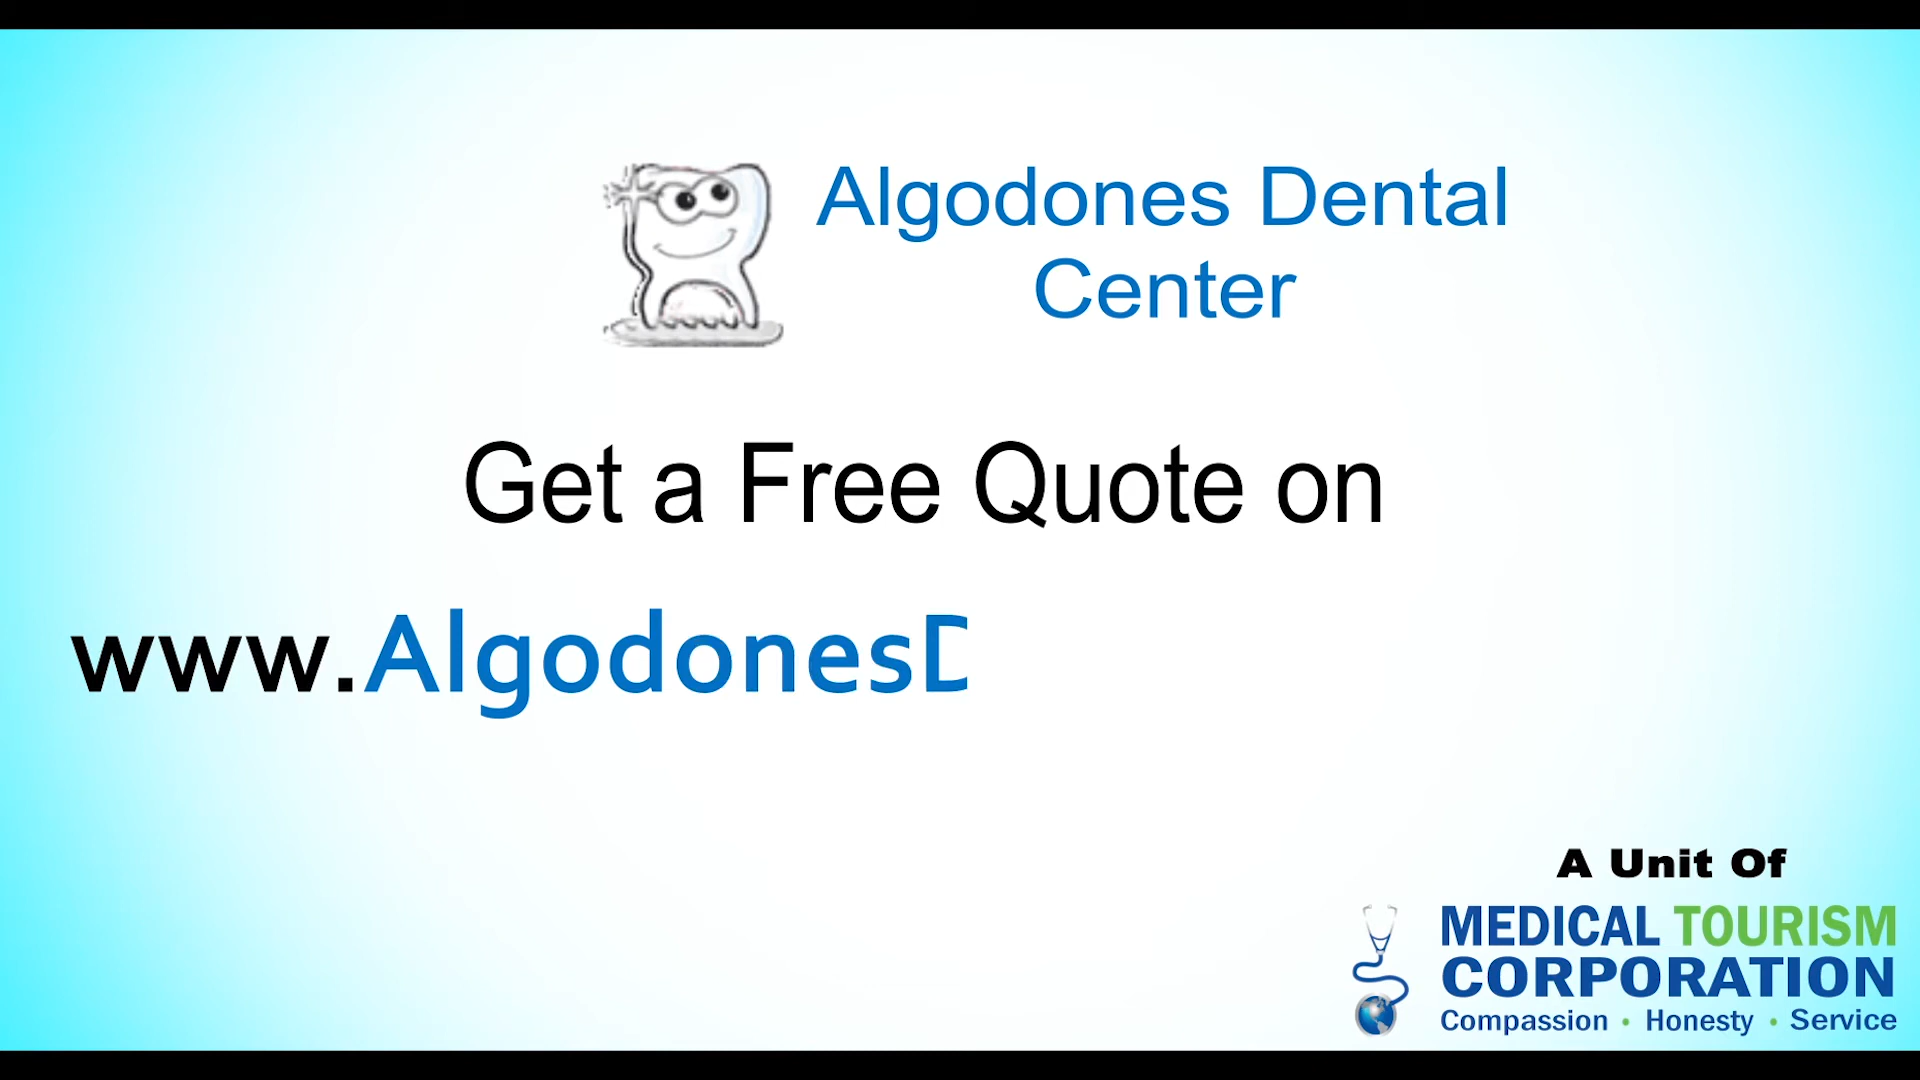 Algodones Dental
Center
Get a Free Quote on
www.AlgodonesD
A Unit Of
MEDICAL TOURISM
CORPORATION
Compassion • Honesty • Service